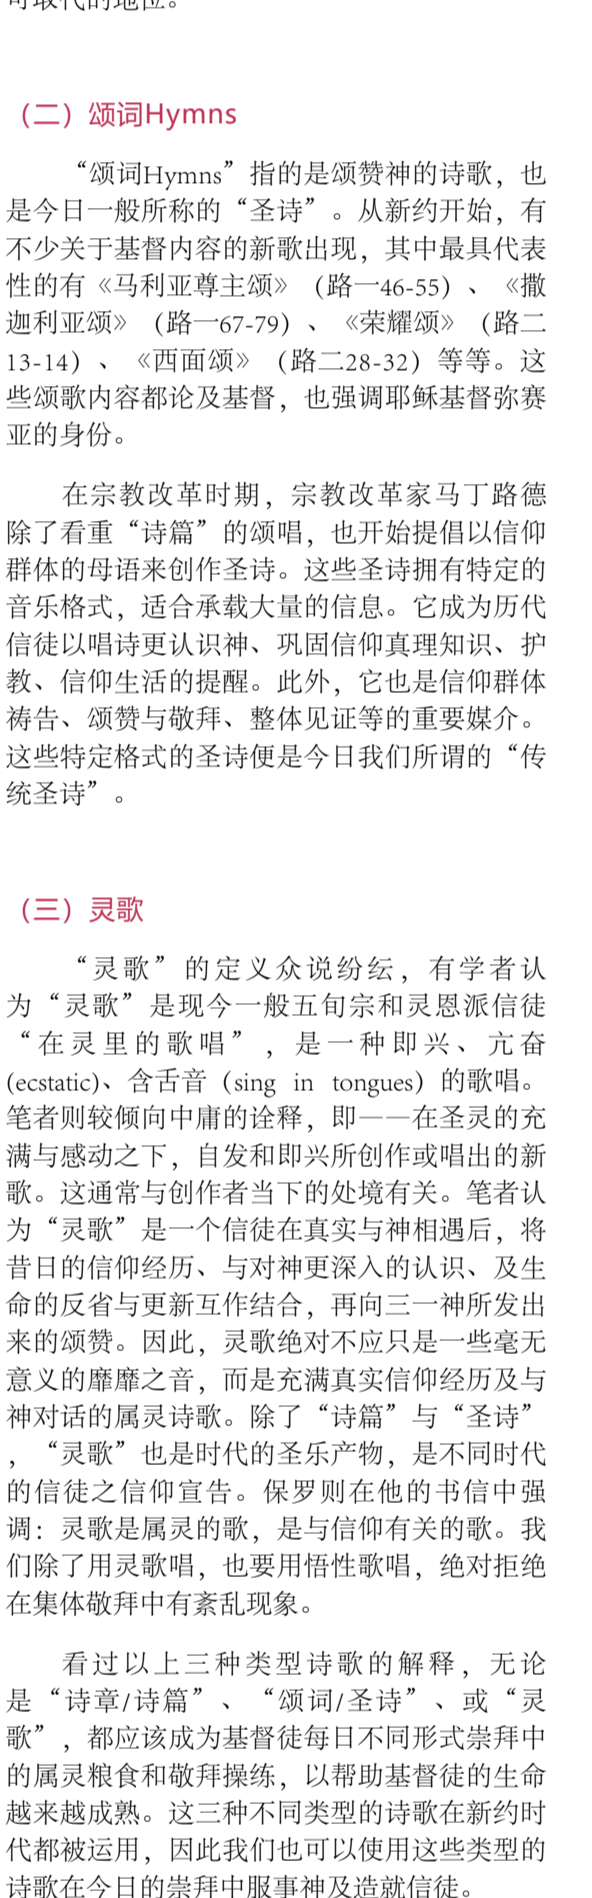 可取代的地位。
（二）颂词Hymns
“颂词Hymns”指的是颂赞神的诗歌，也
是今日一般所称的“圣诗”。从新约开始，有
不少关于基督内容的新歌出现，其中最具代表
性的有《马利亚尊主颂》（路一46-55）、《撒
迦利亚颂》（路一67-79）、《荣耀颂》（路二
13-14）、《西面颂》（路二28-32）等等。这
些颂歌内容都论及基督，也强调耶稣基督弥赛
亚的身份。
在宗教改革时期，宗教改革家马丁路德
除了看重“诗篇”的颂唱，也开始提倡以信仰
群体的母语来创作圣诗。这些圣诗拥有特定的
音乐格式，适合承载大量的信息。它成为历代
信徒以唱诗更认识神、巩固信仰真理知识、护
教、信仰生活的提醒。此外，它也是信仰群体
祷告、颂赞与敬拜、整体见证等的重要媒介。
这些特定格式的圣诗便是今日我们所谓的“传
统圣诗”。
（三）灵歌
“灵歌”的定义众说纷纭，有学者认
为“灵歌”是现今一般五旬宗和灵恩派信徒
“在灵里的歌唱”，是一种即兴、亢奋
(ecstatic)、含舌音（sing in tongues）的歌唱。
笔者则较倾向中庸的诠释，即——在圣灵的充
满与感动之下，自发和即兴所创作或唱出的新
歌。这通常与创作者当下的处境有关。笔者认
为“灵歌”是一个信徒在真实与神相遇后，将
昔日的信仰经历、与对神更深入的认识、及生
命的反省与更新互作结合，再向三一神所发出
来的颂赞。因此，灵歌绝对不应只是一些毫无
意义的靡靡之音，而是充满真实信仰经历及与
神对话的属灵诗歌。除了“诗篇”与“圣诗”
，“灵歌”也是时代的圣乐产物，是不同时代
的信徒之信仰宣告。保罗则在他的书信中强
调：灵歌是属灵的歌，是与信仰有关的歌。我
们除了用灵歌唱，也要用悟性歌唱，绝对拒绝
在集体敬拜中有紊乱现象。
看过以上三种类型诗歌的解释，无论
是“诗章/诗篇”、“颂词/圣诗”、或“灵
歌”，都应该成为基督徒每日不同形式崇拜中
的属灵粮食和敬拜操练，以帮助基督徒的生命
越来越成熟。这三种不同类型的诗歌在新约时
代都被运用，因此我们也可以使用这些类型的
诗歌在今日的崇拜中服事神及造就信徒。